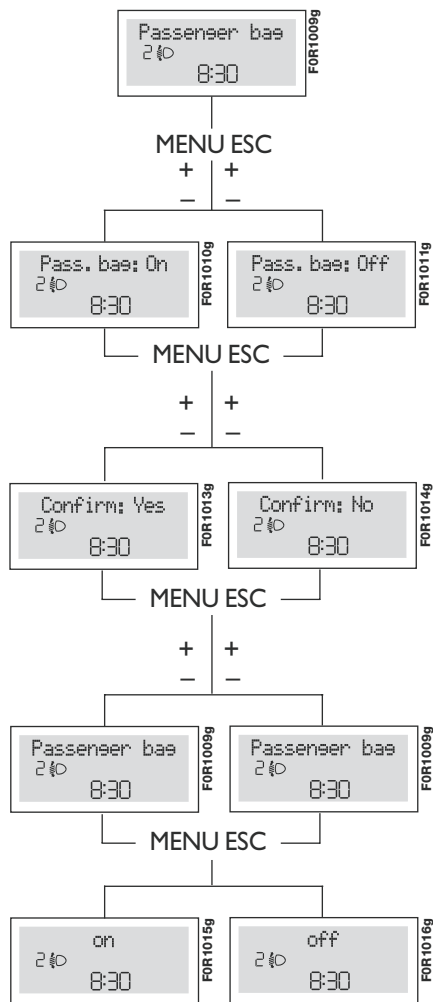 Passenger bag
2
8:30
F0R1009g
MENU ESC
+ +
– –
Pass. bag: On
2
8:30
F0R1010g
Pass. bag: Off
2
8:30
F0R1011g
MENU ESC
+ +
– –
Confirm: Yes
2
8:30
F0R1013g
Confirm: No
2
8:30
F0R1014g
MENU ESC
+ +
– –
Passenger bag
2
8:30
F0R1009g
Passenger bag
2
8:30
F0R1009g
MENU ESC
on
2
8:30
F0R1015g
off
2
8:30
F0R1016g